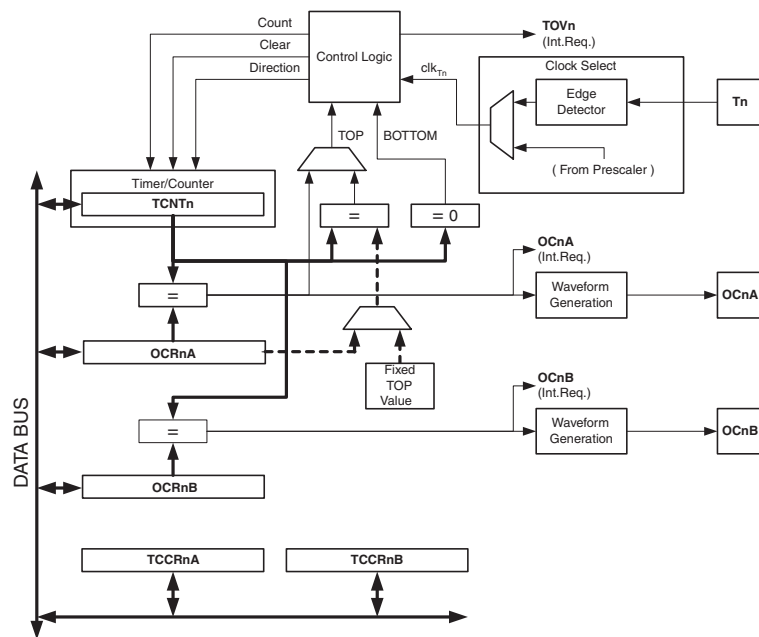 Count
Clear
Direction
Control Logic
TOVn
(Int.Req.)
clkTn
Clock Select
Edge
Detector
Tn
( From Prescaler )
TOP
BOTTOM
Timer/Counter
TCNTn
=
= 0
OCnA
(Int.Req.)
=
Waveform
Generation
OCnA
OCRnA
Fixed
TOP
Value
OCnB
(Int.Req.)
=
Waveform
Generation
OCnB
OCRnB
DATA BUS
TCCRnA
TCCRnB